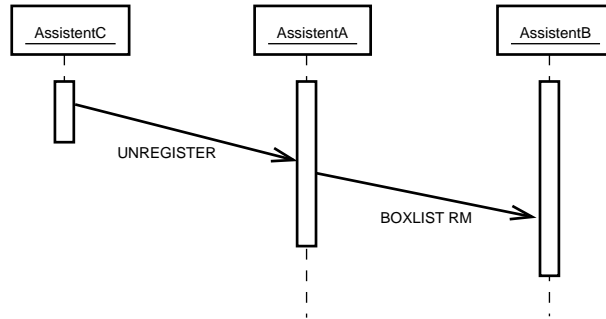 AssistentC
AssistentA
AssistentB
UNREGISTER
BOXLIST RM